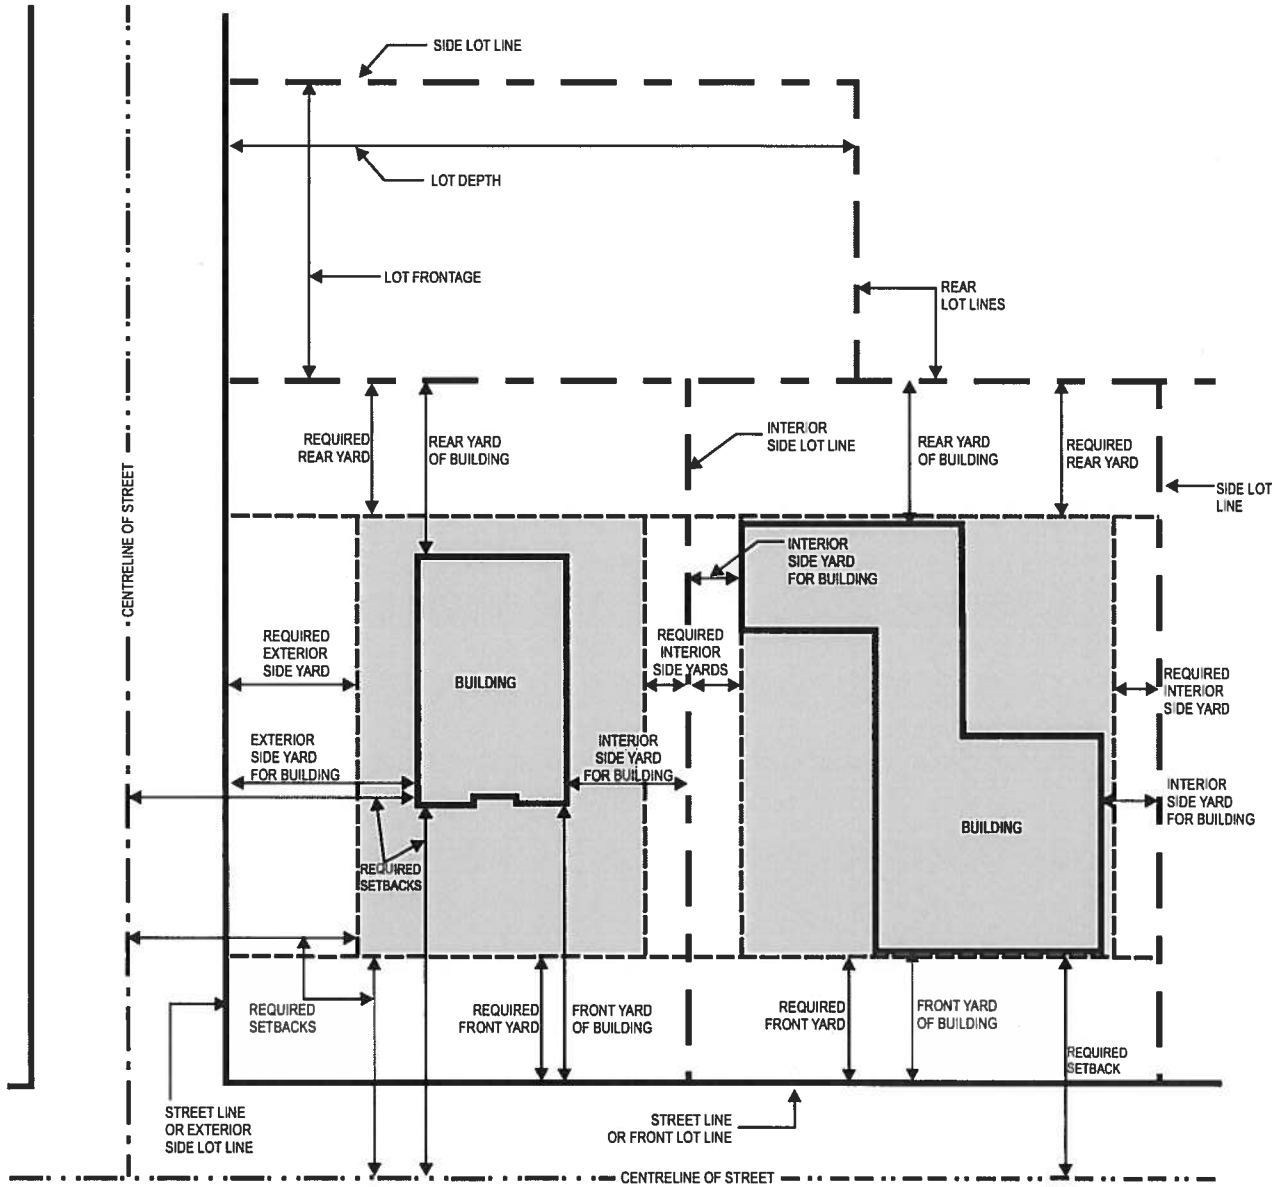 SIDE LOT LINE
LOT DEPTH
LOT FRONTAGE
REAR
LOT LINES
REQUIRED
REAR YARD
REAR YARD
OF BUILDING
INTERIOR
SIDE LOT LINE
REAR YARD
OF BUILDING
REQUIRED
REAR YARD
SIDE LOT
LINE
CENTRELINE OF STREET
INTERIOR
SIDE YARD
FOR BUILDING
REQUIRED
EXTERIOR
SIDE YARD
BUILDING
REQUIRED
INTERIOR
SIDE YARDS
REQUIRED
INTERIOR
SIDE YARD
EXTERIOR
SIDE YARD
FOR BUILDING
INTERIOR
SIDE YARD
FOR BUILDING
INTERIOR
SIDE YARD
FOR BUILDING
BUILDING
REQUIRED
SETBACKS
REQUIRED
SETBACKS
REQUIRED
FRONT YARD
FRONT YARD
OF BUILDING
REQUIRED
FRONT YARD
FRONT YARD
OF BUILDING
REQUIRED
SETBACK
STREET LINE
OR EXTERIOR
SIDE LOT LINE
STREET LINE
OR FRONT LOT LINE
CENTRELINE OF STREET